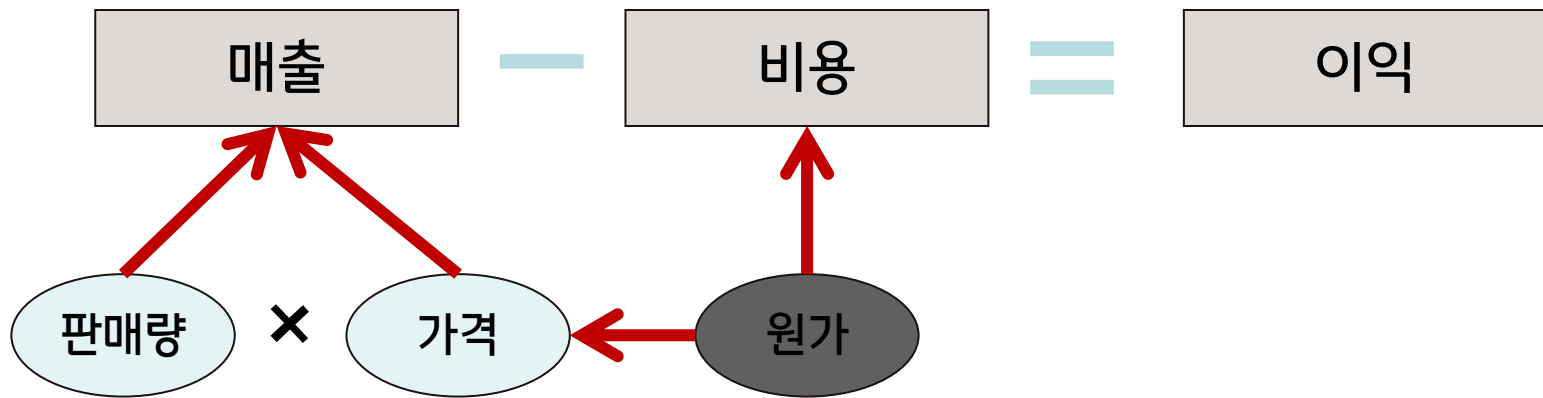 매출 － 비용 ＝ 이익
판매량 × 가격 원가